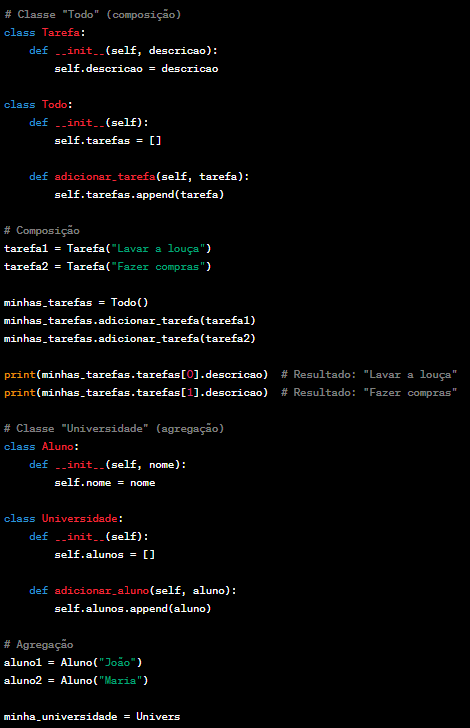 # Classe "Todo" (composição)
class Tarefa:
    def __init__(self, descricao):
        self.descricao = descricao

class Todo:
    def __init__(self):
        self.tarefas = []

    def adicionar_tarefa(self, tarefa):
        self.tarefas.append(tarefa)

# Composição
tarefa1 = Tarefa("Lavar a louça")
tarefa2 = Tarefa("Fazer compras")

minhas_tarefas = Todo()
minhas_tarefas.adicionar_tarefa(tarefa1)
minhas_tarefas.adicionar_tarefa(tarefa2)

print(minhas_tarefas.tarefas[0].descricao)  # Resultado: "Lavar a louça"
print(minhas_tarefas.tarefas[1].descricao)  # Resultado: "Fazer compras"

# Classe "Universidade" (agregação)
class Aluno:
    def __init__(self, nome):
        self.nome = nome

class Universidade:
    def __init__(self):
        self.alunos = []

    def adicionar_aluno(self, aluno):
        self.alunos.append(aluno)

# Agregação
aluno1 = Aluno("João")
aluno2 = Aluno("Maria")

minha_universidade = Univers